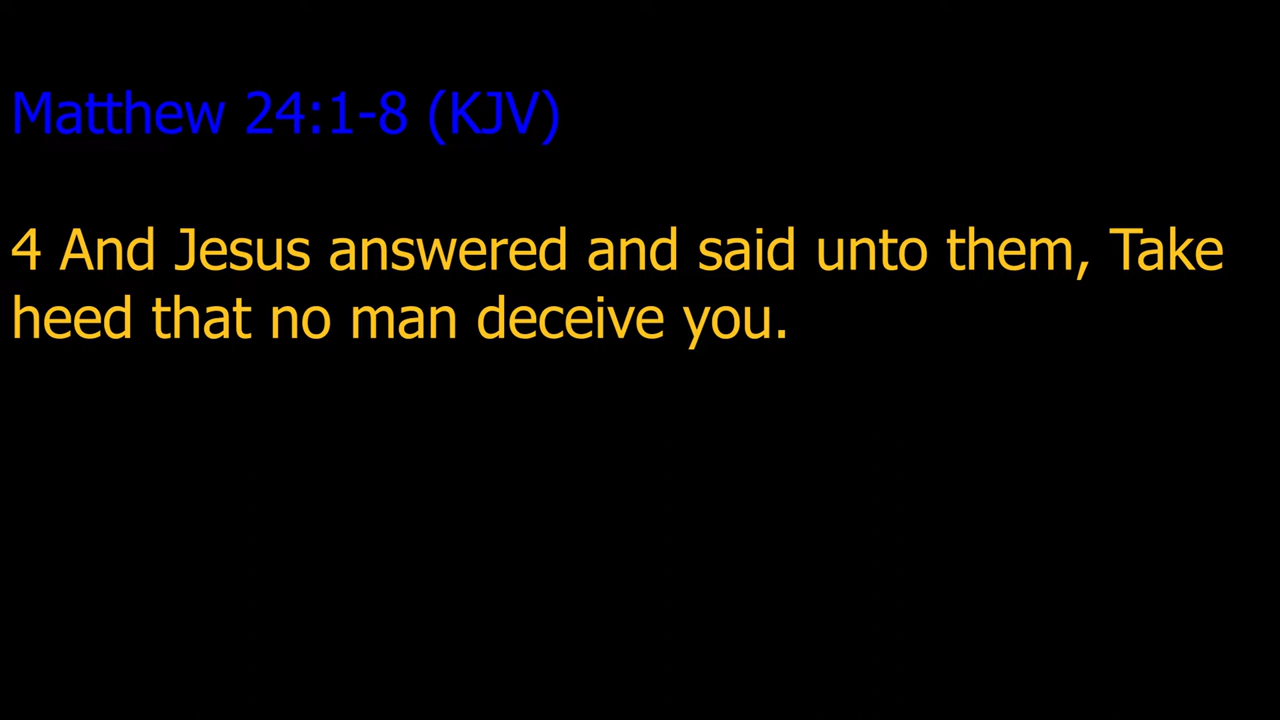 Matthew 24:1-8 (KJV)
4 And Jesus answered and said unto them, Take
heed that no man deceive you.